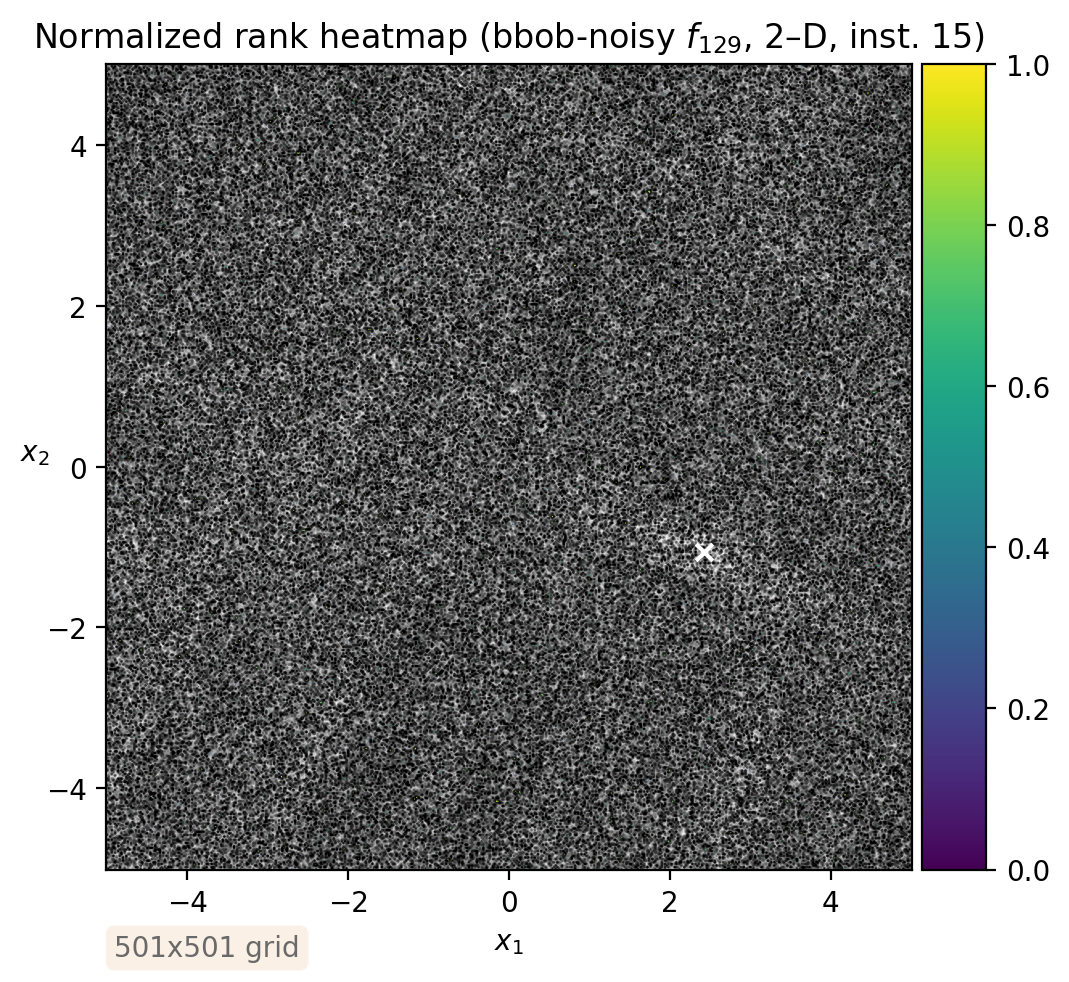 Normalized rank heatmap (bbob-noisy f₁₂₉, 2–D, inst. 15)
1.0
4
0.8
2
0.6
x₂
0
0.4
−2
0.2
−4
0.0
−4 −2 0 2 4
x₁
501x501 grid